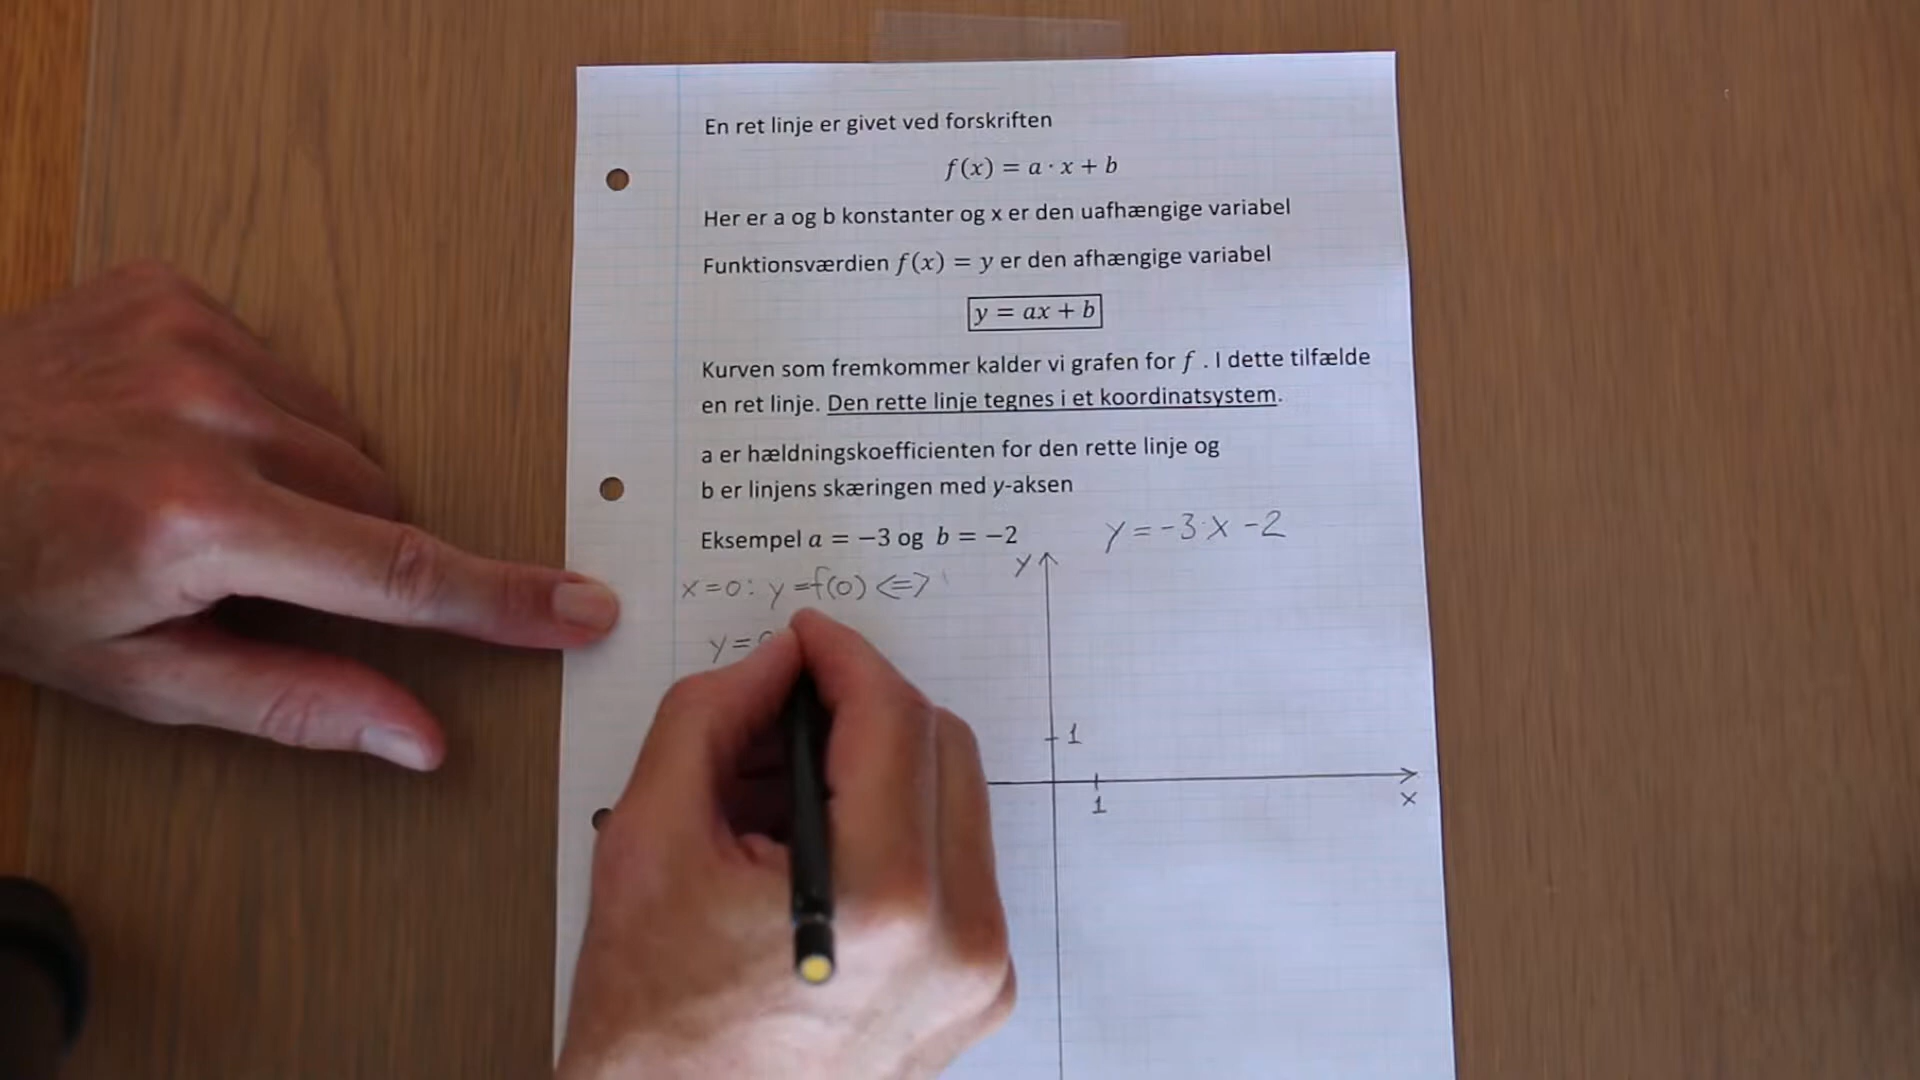 En ret linje er givet ved forskriften
f(x) = a · x + b
Her er a og b konstanter og x er den uafhængige variabel
Funktionsværdien f(x) = y er den afhængige variabel
y = ax + b
Kurven som fremkommer kalder vi grafen for f . I dette tilfælde
en ret linje. Den rette linje tegnes i et koordinatsystem.
a er hældningskoefficienten for den rette linje og
b er linjens skæringen med y-aksen
Eksempel a = −3 og b = −2
y = -3·x -2
x=0: y=f(0) <=>
y =
y
1
1
x